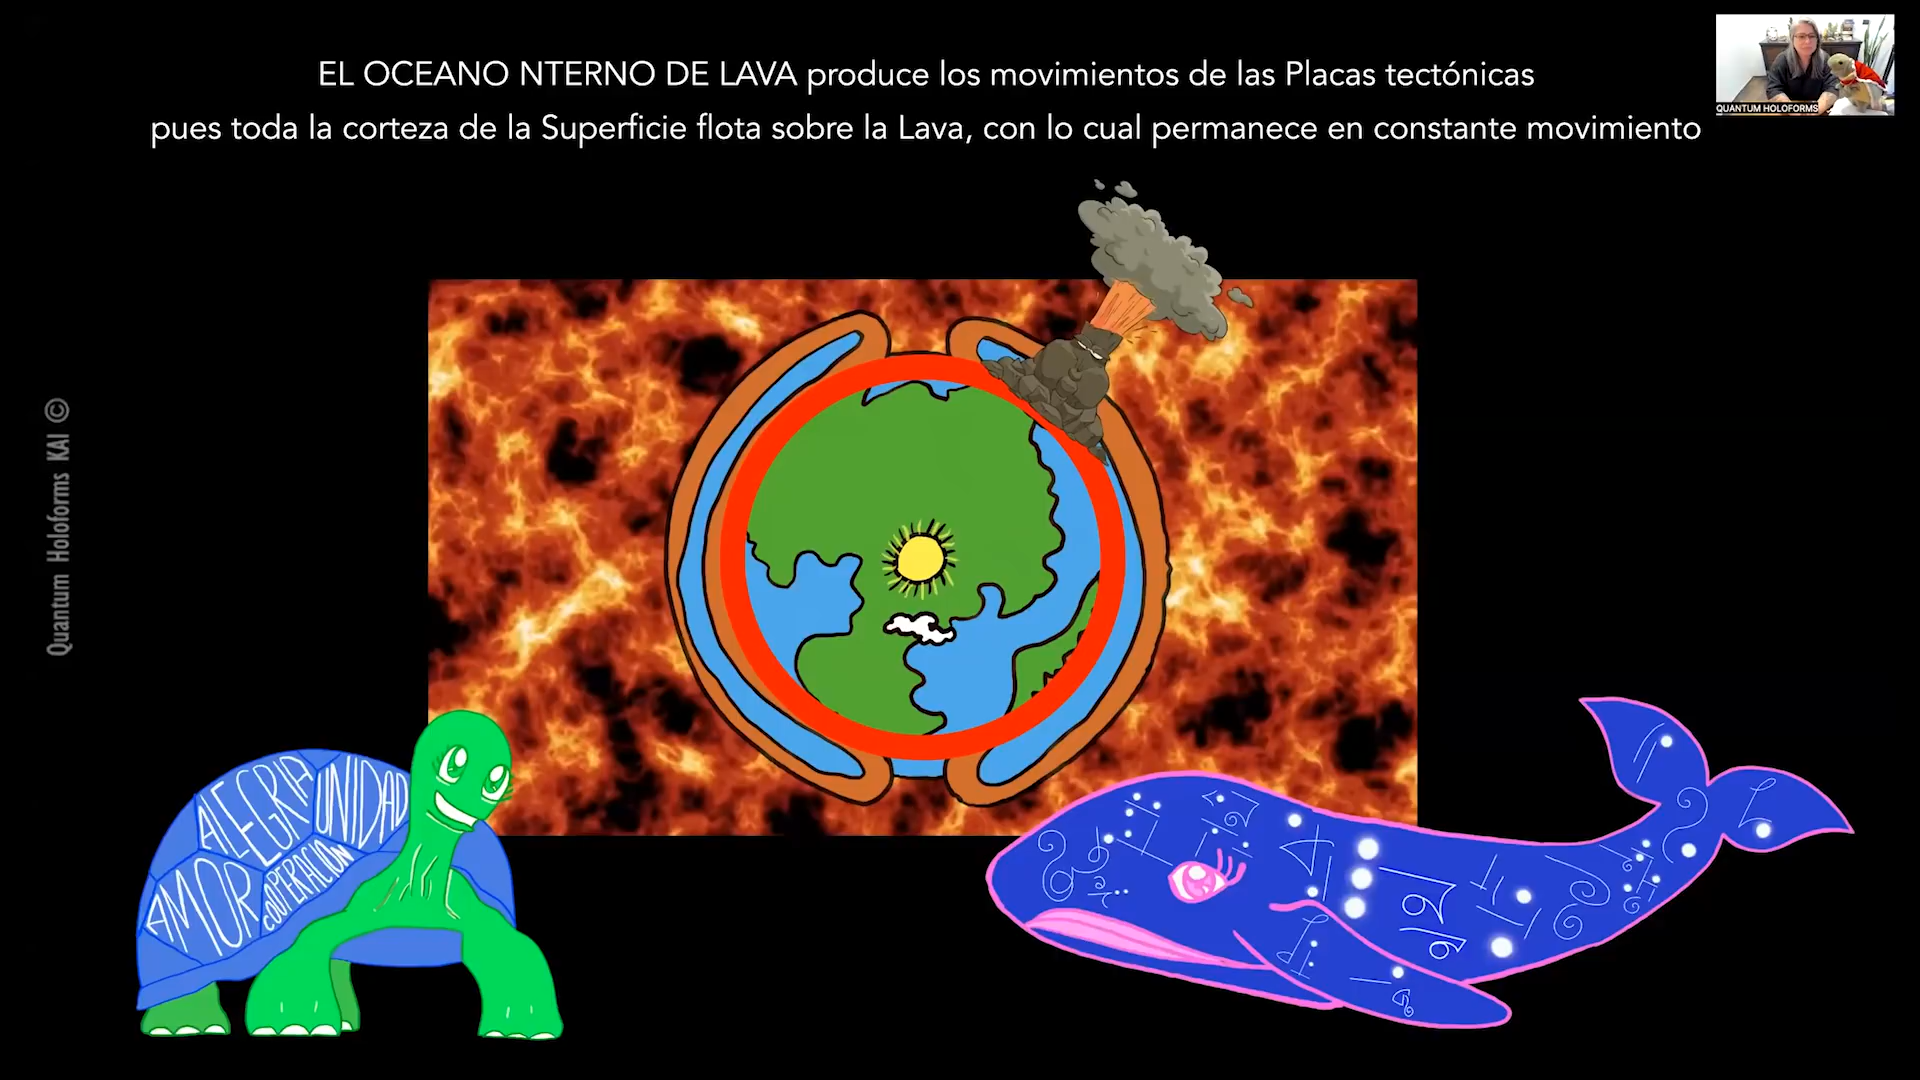 EL OCEANO NTERNO DE LAVA produce los movimientos de las Placas tectónicas
pues toda la corteza de la Superficie flota sobre la Lava, con lo cual permanece en constante movimiento
QUANTUM HOLOFORMS
Quantum Holoforms KAI ©
ALEGRIA
UNIDAD
AMOR
COOPERACION